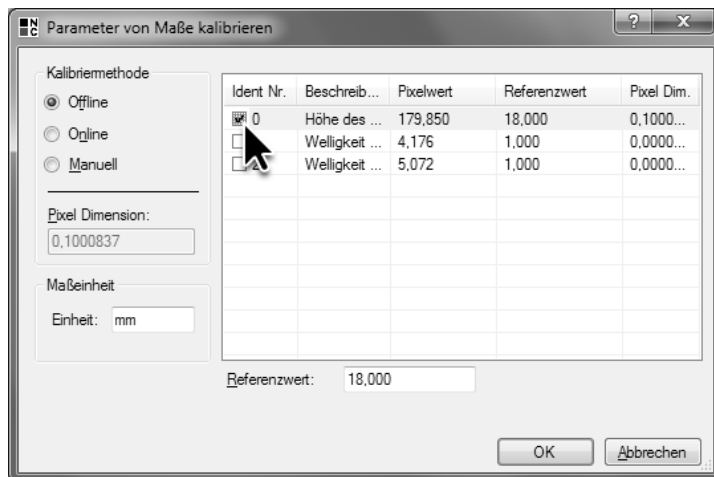 Parameter von Maße kalibrieren
Kalibriermethode
Offline
Online
Manuell
Pixel Dimension:
0,1000837
Maßeinheit
Einheit: mm
Ident Nr. Beschreib... Pixelwert Referenzwert Pixel Dim.
0 Höhe des ... 179,850 18,000 0,1000...
Welligkeit ... 4,176 1,000 0,0000...
2 Welligkeit ... 5,072 1,000 0,0000...
Referenzwert: 18,000
OK Abbrechen